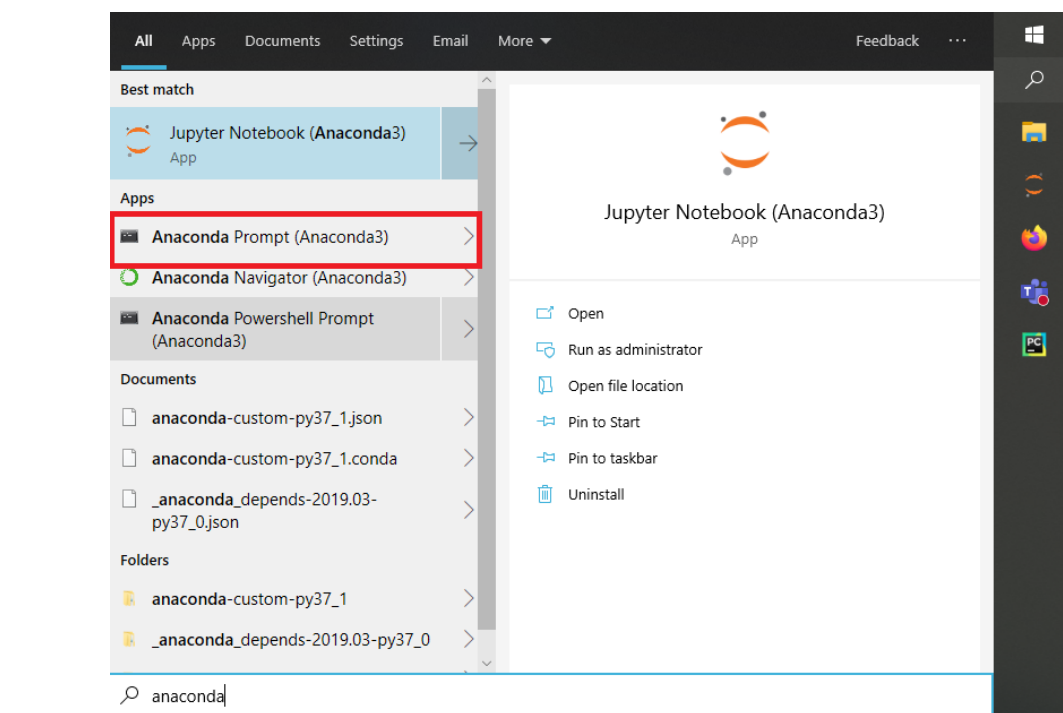 All Apps Documents Settings Email More Feedback ...
Best match
Jupyter Notebook (Anaconda3)
App
Apps
Anaconda Prompt (Anaconda3)
Anaconda Navigator (Anaconda3)
Anaconda Powershell Prompt
(Anaconda3)
Documents
anaconda-custom-py37_1.json
anaconda-custom-py37_1.conda
_anaconda_depends-2019.03-
py37_0.json
Folders
anaconda-custom-py37_1
_anaconda_depends-2019.03-py37_0
anaconda
Jupyter Notebook (Anaconda3)
App
Open
Run as administrator
Open file location
Pin to Start
Pin to taskbar
Uninstall
T
PC